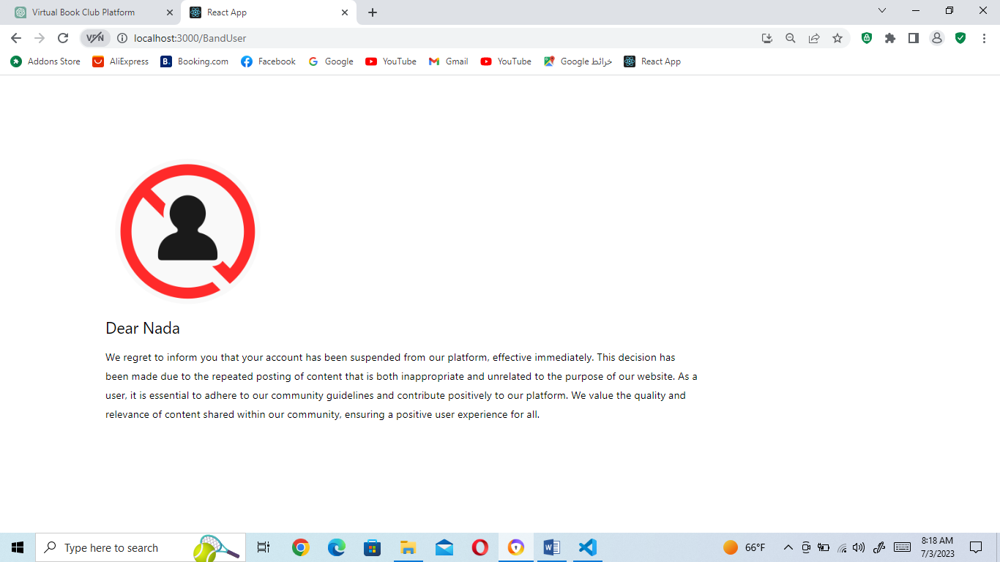 Virtual Book Club Platform
React App
VPN
localhost:3000/BandUser
Addons Store
AliExpress
B.
Booking.com
Facebook
Google
YouTube
Gmail
YouTube
Google خرائط
React App
Dear Nada
We regret to inform you that your account has been suspended from our platform, effective immediately. This decision has
been made due to the repeated posting of content that is both inappropriate and unrelated to the purpose of our website. As a
user, it is essential to adhere to our community guidelines and contribute positively to our platform. We value the quality and
relevance of content shared within our community, ensuring a positive user experience for all.
Type here to search
66°F
8:18 AM
7/3/2023